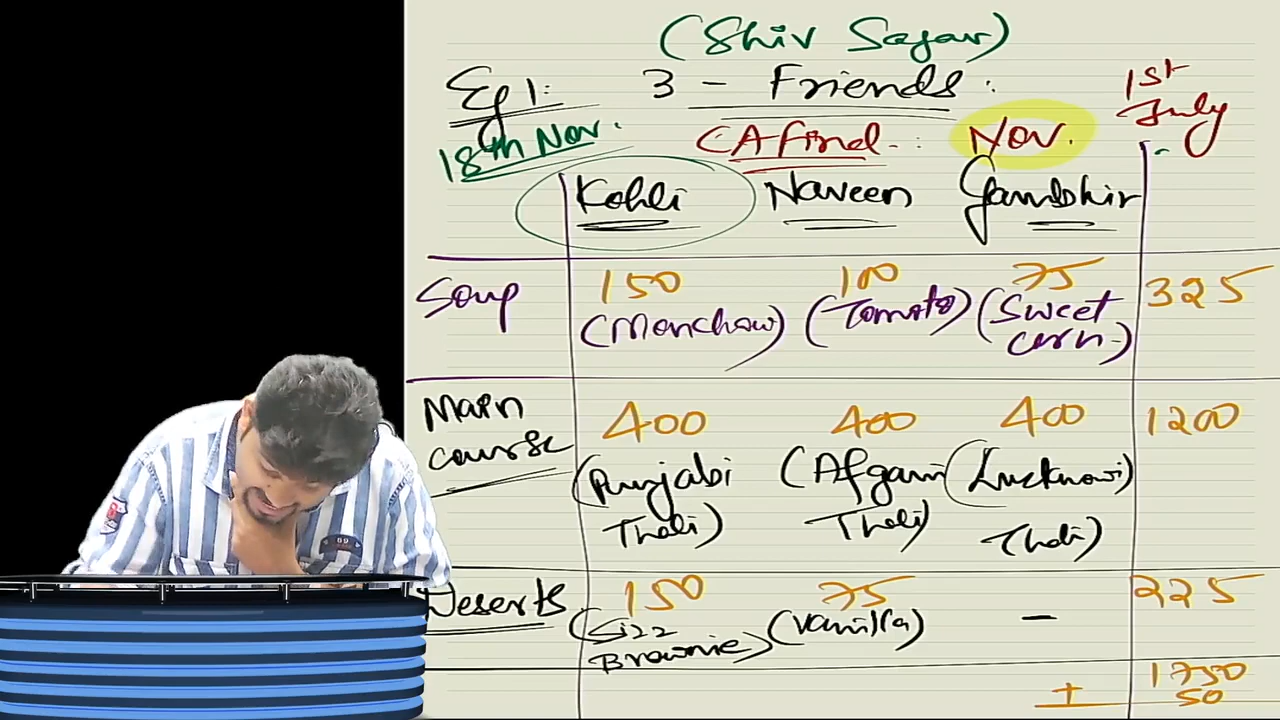 (Shiv Sagar)
Eg 1: 3 - Friends :
1st July
18th Nov. CA Final : Nov.
Kohli Naveen Gambhir
Soup 150 100 75 325
(Manchow) (Tomato) (Sweet corn)
Main course 400 400 400 1200
(Punjabi Thali) (Afgani Thali) (Lucknowi Thali)
Deserts 150 75 - 225
(Sizz Brownie) (Vanilla)
1750
+ 50